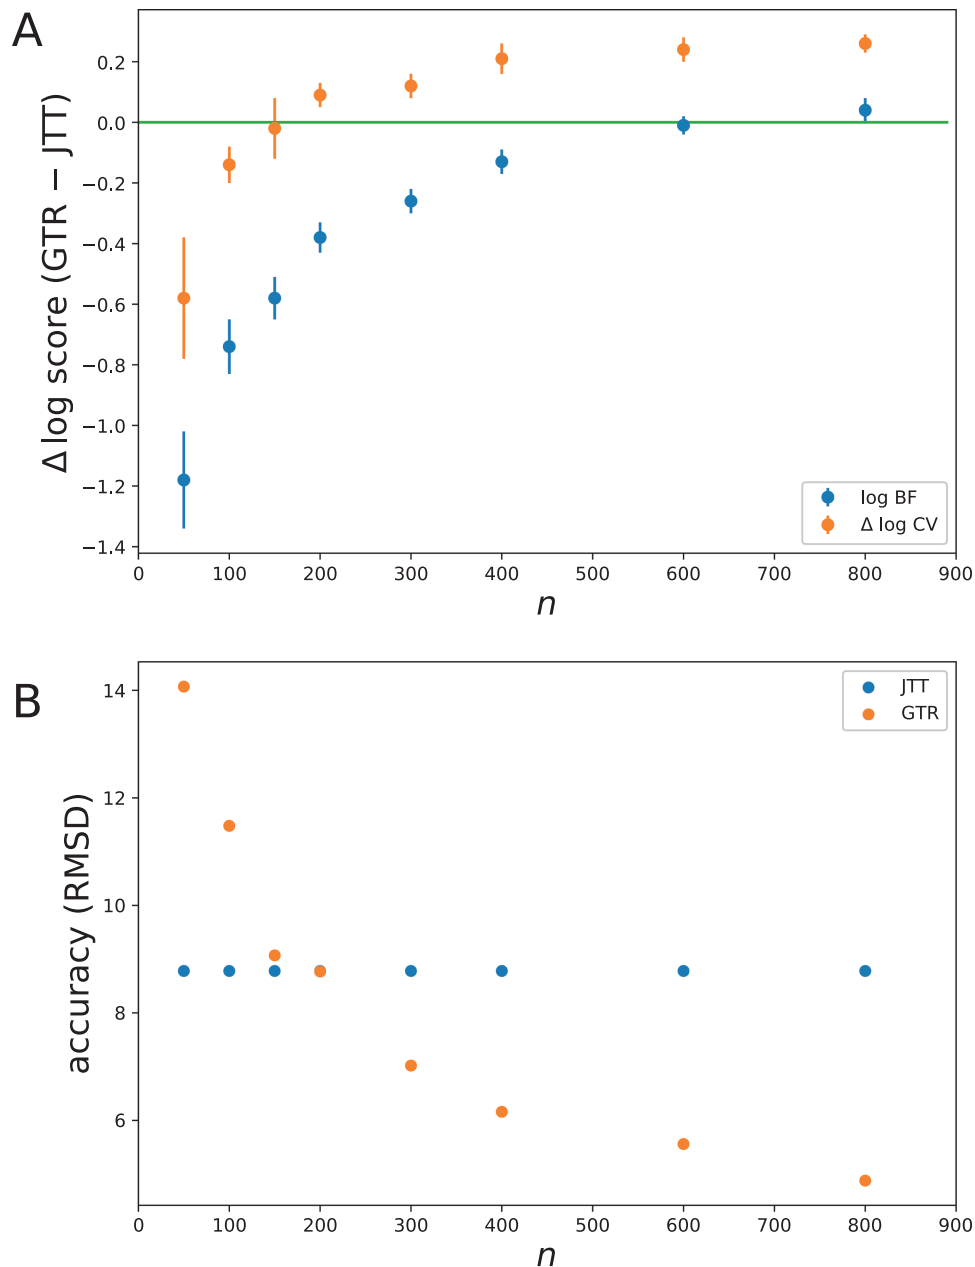 A
Δ log score (GTR − JTT)
0.2
0.0
−0.2
−0.4
−0.6
−0.8
−1.0
−1.2
−1.4
log BF
Δ log CV
0 100 200 300 400 500 600 700 800 900
n
B
accuracy (RMSD)
14
12
10
8
6
JTT
GTR
0 100 200 300 400 500 600 700 800 900
n